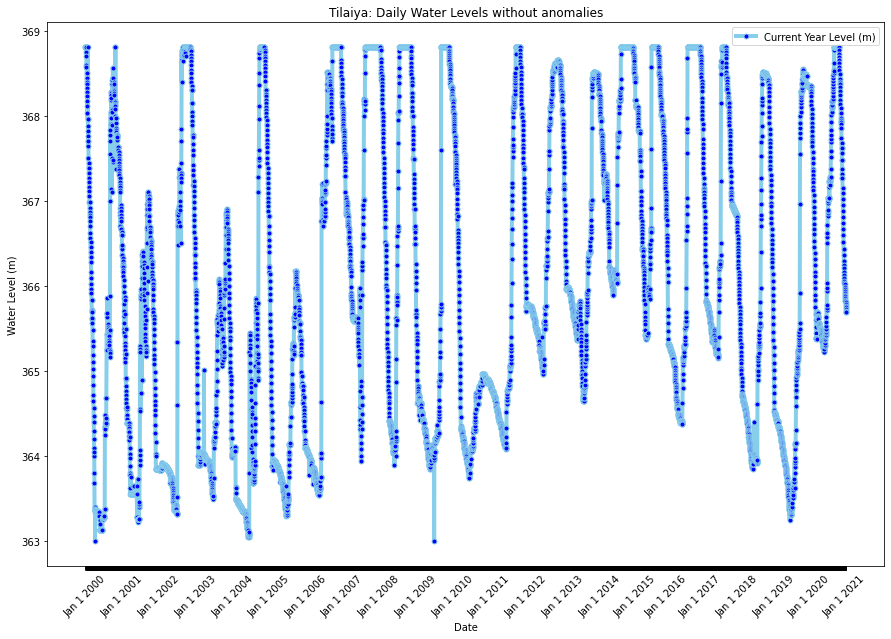 Tilaiya: Daily Water Levels without anomalies
Current Year Level (m)
Water Level (m)
369
368
367
366
365
364
363
Jan 1 2000
Jan 1 2001
Jan 1 2002
Jan 1 2003
Jan 1 2004
Jan 1 2005
Jan 1 2006
Jan 1 2007
Jan 1 2008
Jan 1 2009
Jan 1 2010
Jan 1 2011
Jan 1 2012
Jan 1 2013
Jan 1 2014
Jan 1 2015
Jan 1 2016
Jan 1 2017
Jan 1 2018
Jan 1 2019
Jan 1 2020
Jan 1 2021
Date